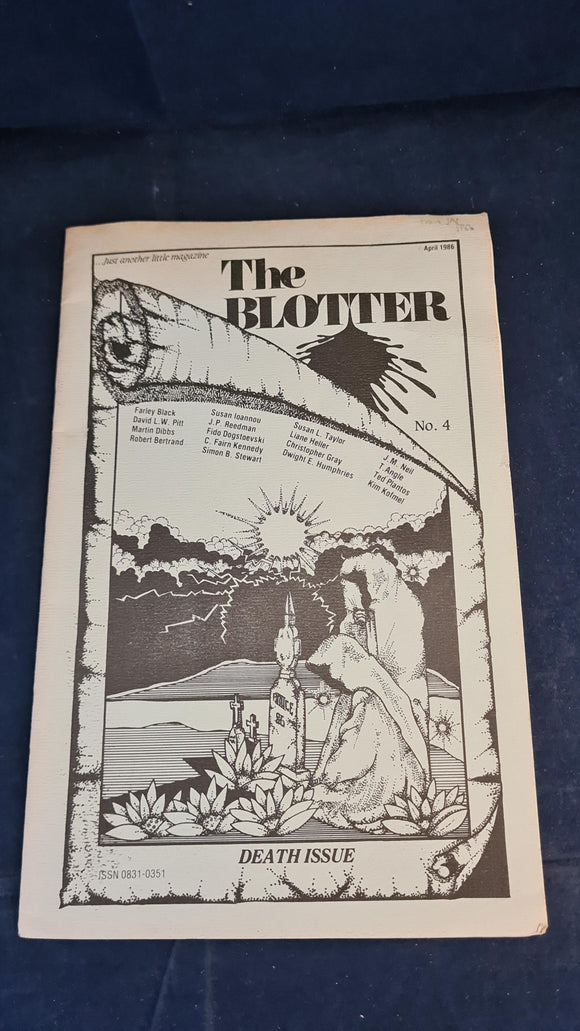 ...Just another little magazine
April 1986
The
BLOTTER
No. 4
Farley Black
David L.W. Pitt
Martin Dibbs
Robert Bertrand
Susan Ioannou
J.P. Reedman
Fido Dogstoevski
C. Fairn Kennedy
Simon B. Stewart
Susan L. Taylor
Liane Heller
Christopher Gray
Dwight E. Humphries
J.M. Neil
T. Angle
Ted Plantos
Kim Kofmel
DEATH ISSUE
ISSN 0831-0351